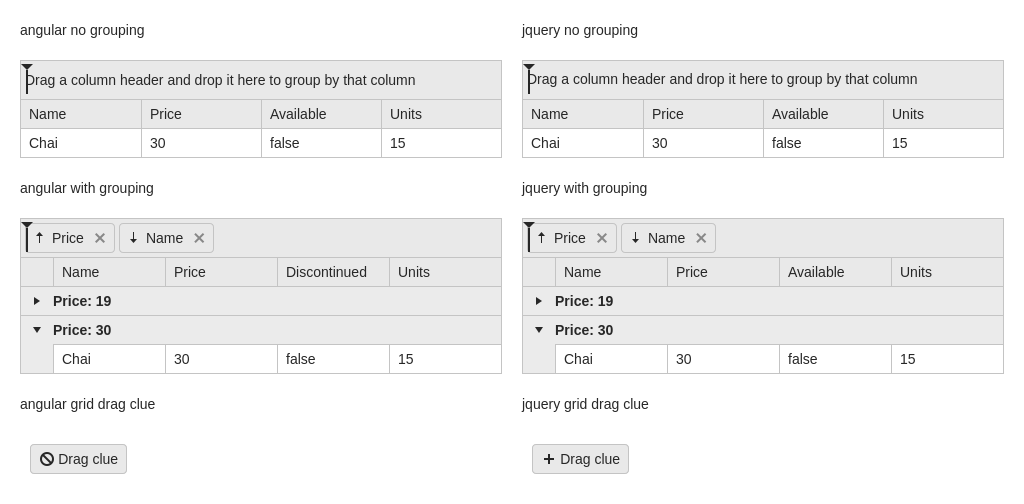 angular no grouping
Drag a column header and drop it here to group by that column
Name Price Available Units
Chai 30 false 15
angular with grouping
Price Name
Name Price Discontinued Units
Price: 19
Price: 30
Chai 30 false 15
angular grid drag clue
Drag clue
jquery no grouping
Drag a column header and drop it here to group by that column
Name Price Available Units
Chai 30 false 15
jquery with grouping
Price Name
Name Price Available Units
Price: 19
Price: 30
Chai 30 false 15
jquery grid drag clue
Drag clue